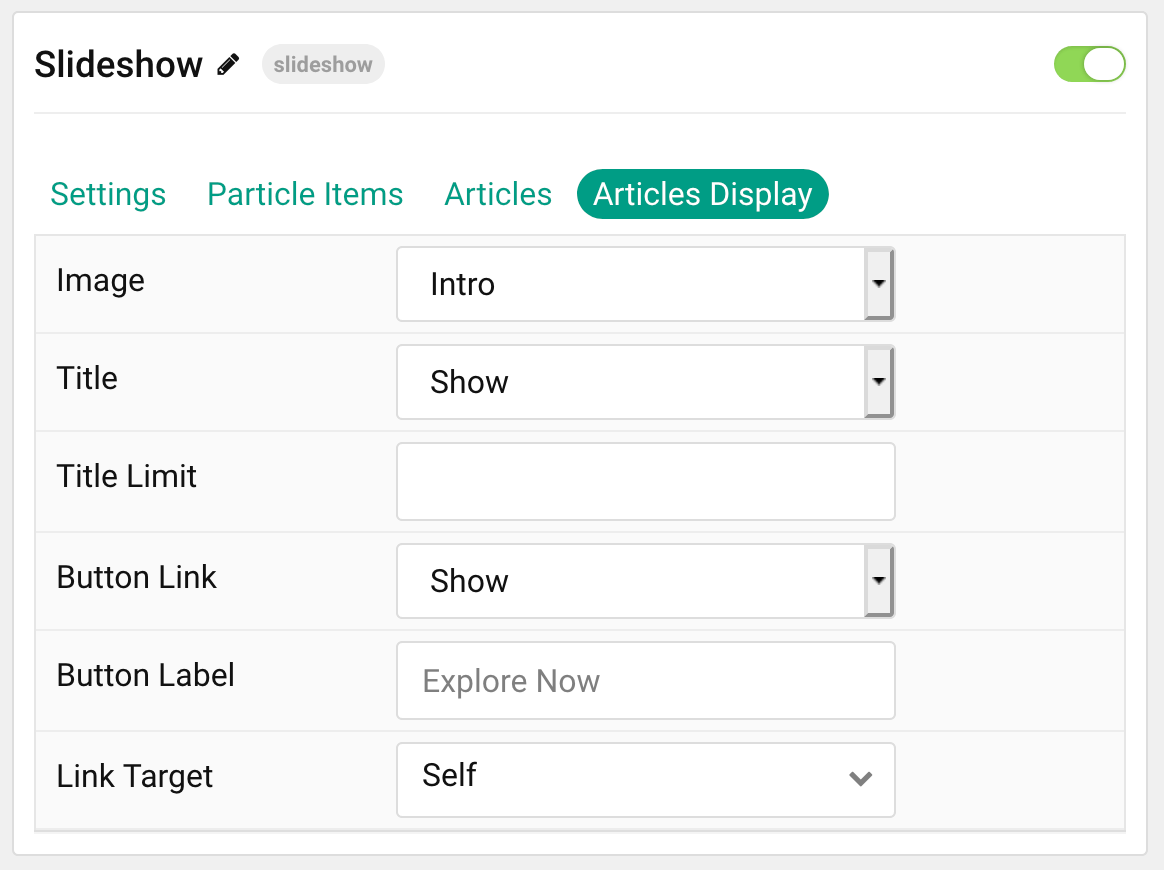 Slideshow slideshow
Settings Particle Items Articles Articles Display
Image Intro
Title Show
Title Limit
Button Link Show
Button Label Explore Now
Link Target Self